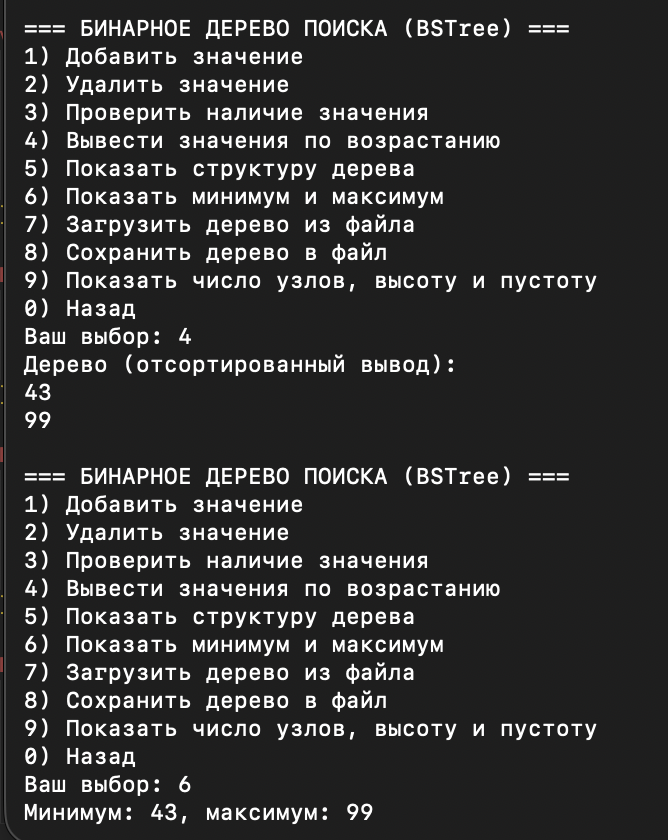 === БИНАРНОЕ ДЕРЕВО ПОИСКА (BSTree) ===
1) Добавить значение
2) Удалить значение
3) Проверить наличие значения
4) Вывести значения по возрастанию
5) Показать структуру дерева
6) Показать минимум и максимум
7) Загрузить дерево из файла
8) Сохранить дерево в файл
9) Показать число узлов, высоту и пустоту
0) Назад
Ваш выбор: 4
Дерево (отсортированный вывод):
43
99
=== БИНАРНОЕ ДЕРЕВО ПОИСКА (BSTree) ===
1) Добавить значение
2) Удалить значение
3) Проверить наличие значения
4) Вывести значения по возрастанию
5) Показать структуру дерева
6) Показать минимум и максимум
7) Загрузить дерево из файла
8) Сохранить дерево в файл
9) Показать число узлов, высоту и пустоту
0) Назад
Ваш выбор: 6
Минимум: 43, максимум: 99